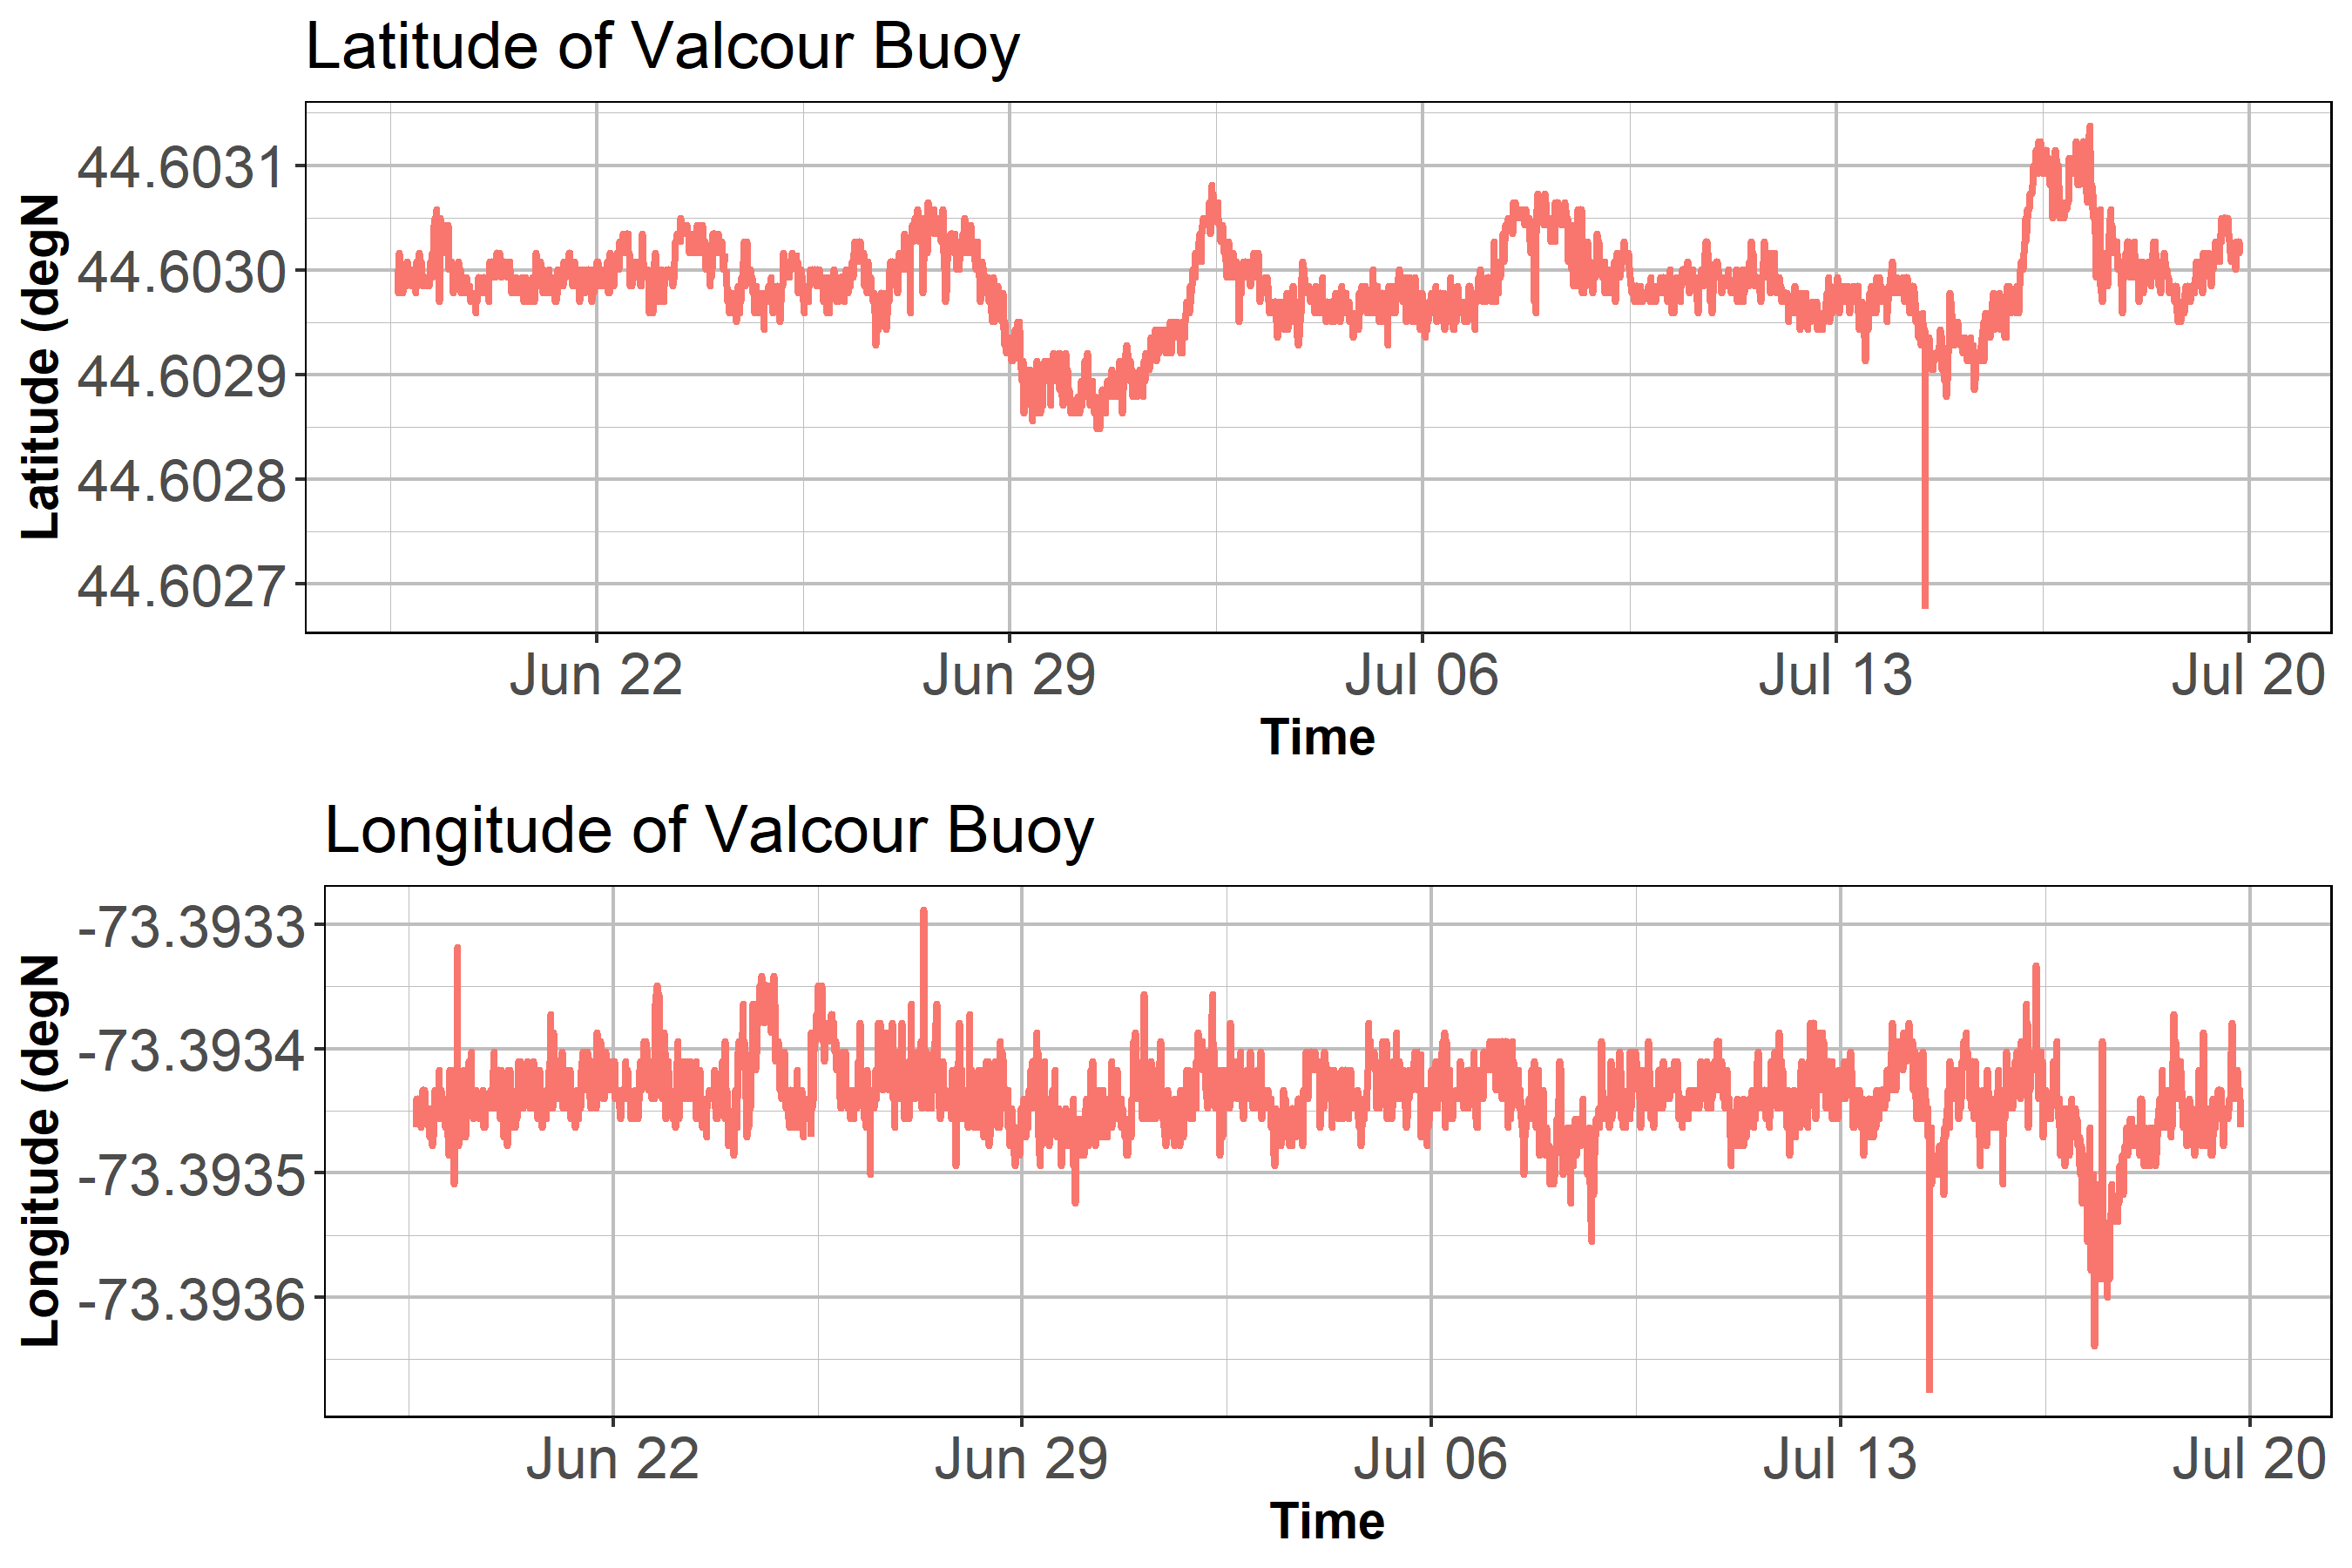 Latitude of Valcour Buoy
Latitude (degN
44.6031
44.6030
44.6029
44.6028
44.6027
Jun 22 Jun 29 Jul 06 Jul 13 Jul 20
Time
Longitude of Valcour Buoy
Longitude (degN
-73.3933
-73.3934
-73.3935
-73.3936
Jun 22 Jun 29 Jul 06 Jul 13 Jul 20
Time